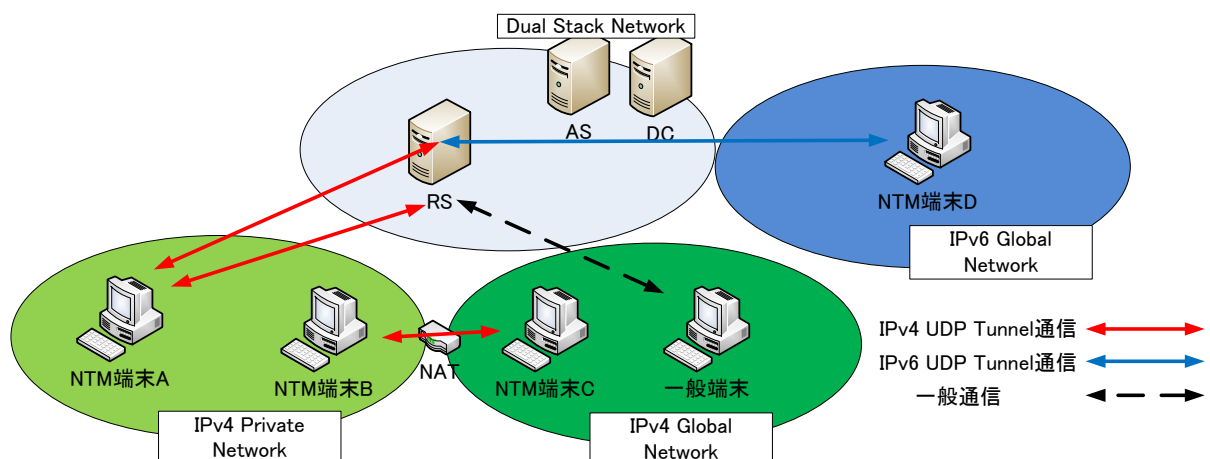 Dual Stack Network
AS
DC
RS
NTM端末D
IPv6 Global
Network
NTM端末A
NTM端末B
NAT
NTM端末C
一般端末
IPv4 Private
Network
IPv4 Global
Network
IPv4 UDP Tunnel通信
IPv6 UDP Tunnel通信
一般通信